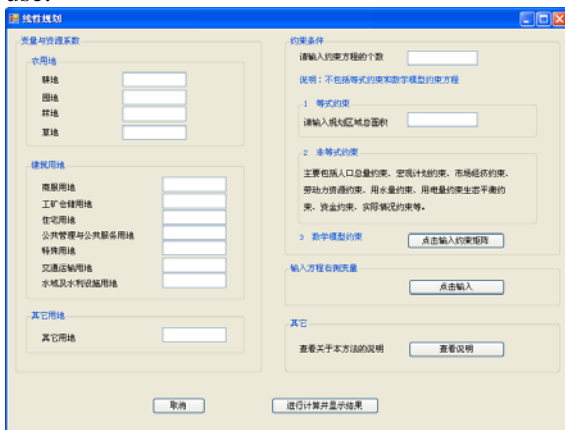 use.
线性规划
变量与资源系数
农用地
耕地
园地
林地
草地
建筑用地
商服用地
工矿仓储用地
住宅用地
公共管理与公共服务用地
特殊用地
交通运输用地
水域及水利设施用地
其它用地
其它用地
约束条件
请输入约束方程的个数
说明：不包括等式约束和数学模型约束方程
1 等式约束
请输入规划区域总面积
2 非等式约束
主要包括人口总量约束、宏观计划约束、市场经济约束、
劳动力资源约束、用水量约束、用电量约束生态平衡约
束、资金约束、实际情况约束等。
3 数学模型约束
点击输入约束矩阵
输入方程右侧变量
点击输入
其它
查看关于本方法的说明
查看说明
取消
进行计算并显示结果